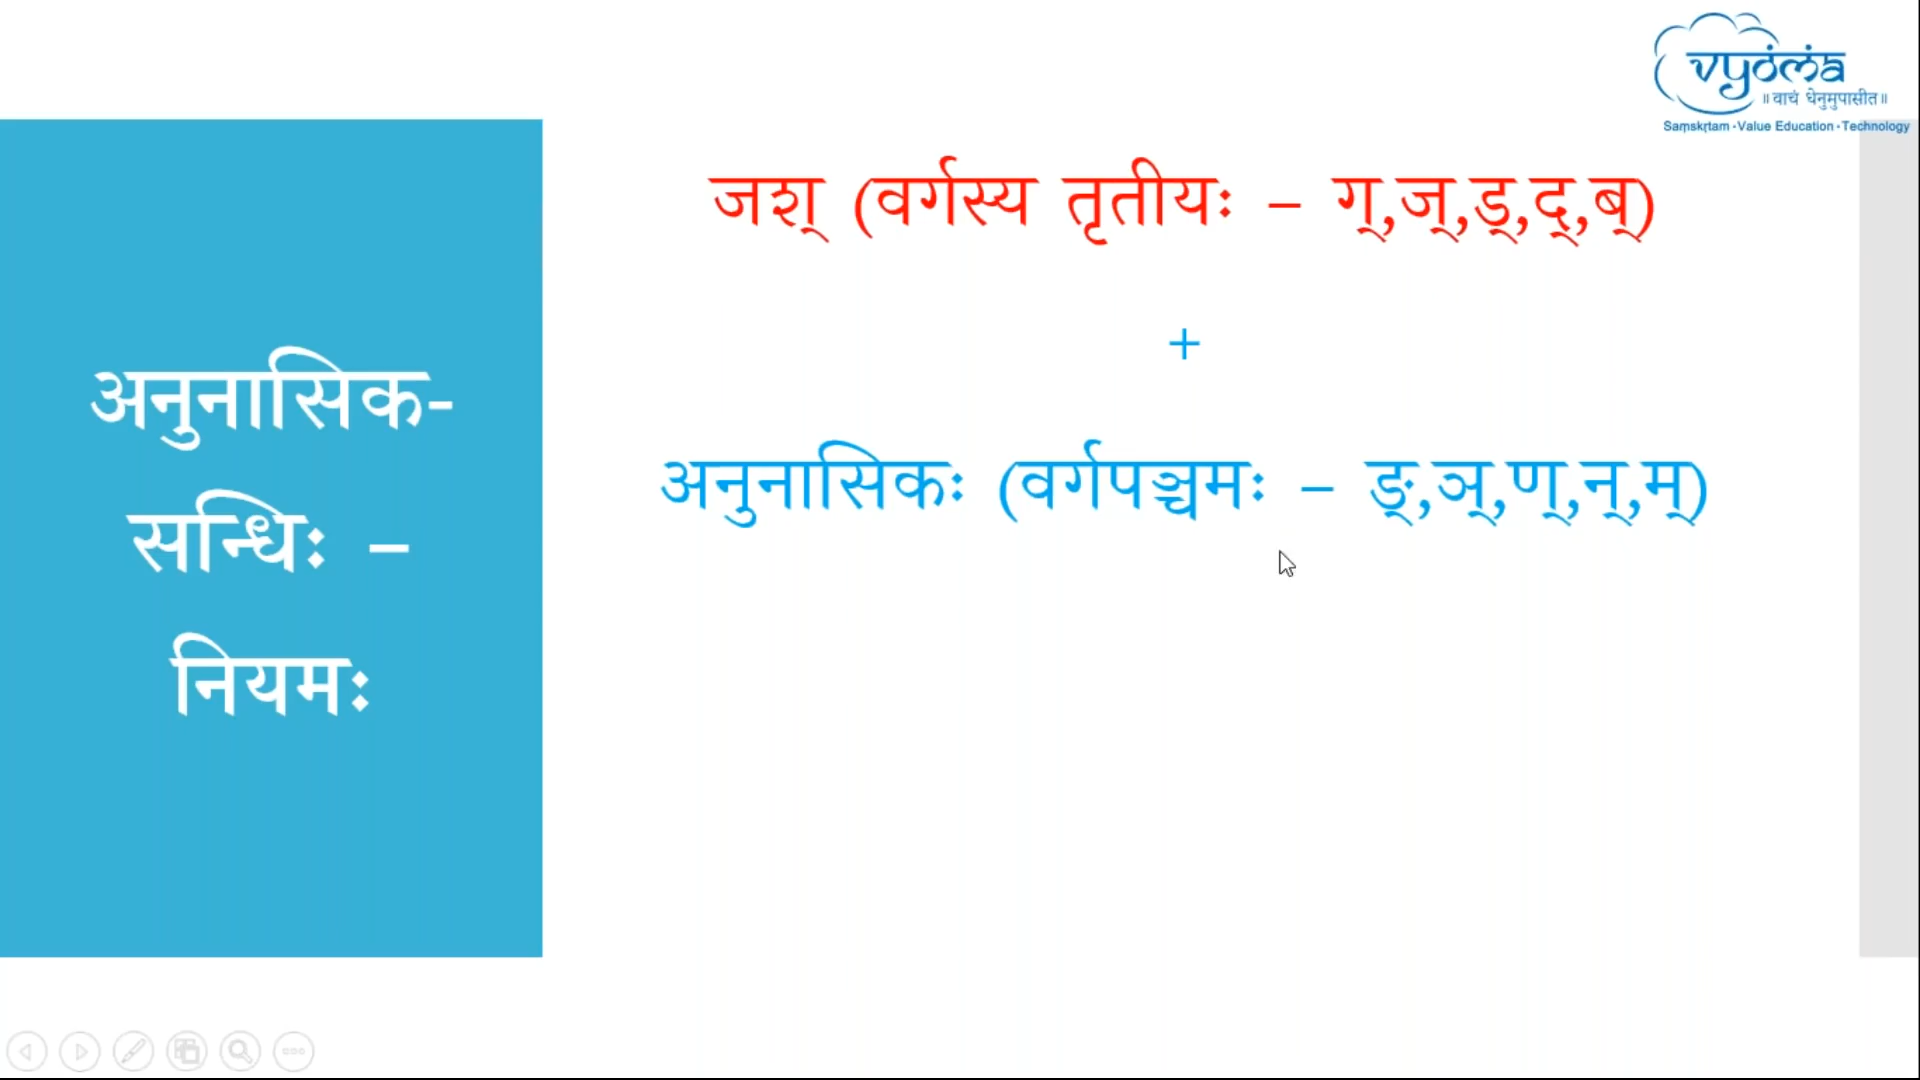 vyoma
॥ वाचं धेनुमुपासीत॥
Saṃskṛtam - Value Education - Technology
अनुनासिक-
सन्धिः –
नियमः
जश् (वर्गस्य तृतीयः – ग्,ज्,ड्,द्,ब्)
+
अनुनासिकः (वर्गपञ्चमः – ङ्,ञ्,ण्,न्,म्)